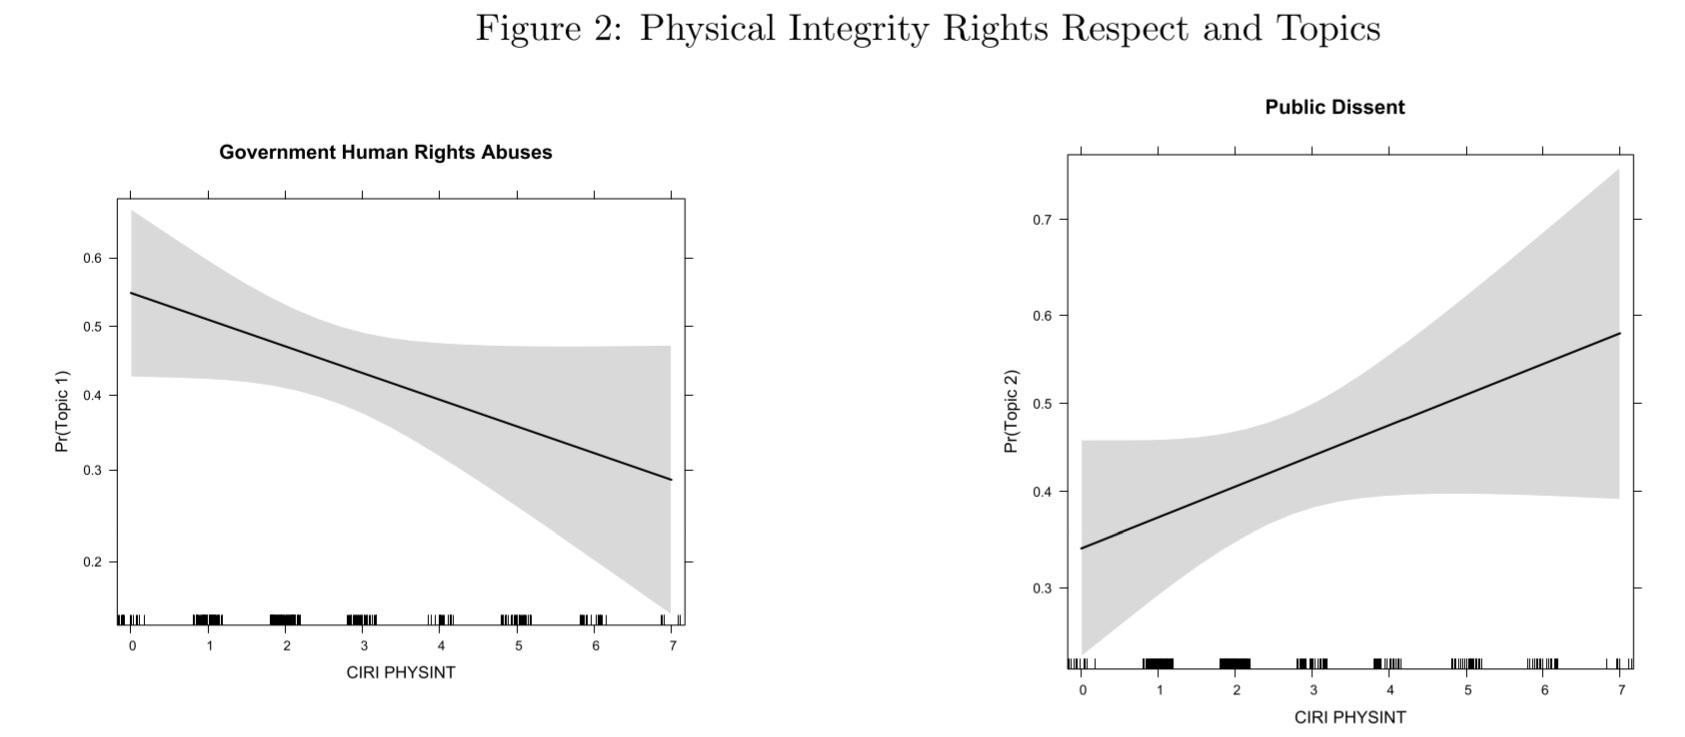 Figure 2: Physical Integrity Rights Respect and Topics
Government Human Rights Abuses
Pr(Topic 1)
0.6
0.5
0.4
0.3
0.2
0 1 2 3 4 5 6 7
CIRI PHYSINT
Public Dissent
Pr(Topic 2)
0.7
0.6
0.5
0.4
0.3
0 1 2 3 4 5 6 7
CIRI PHYSINT